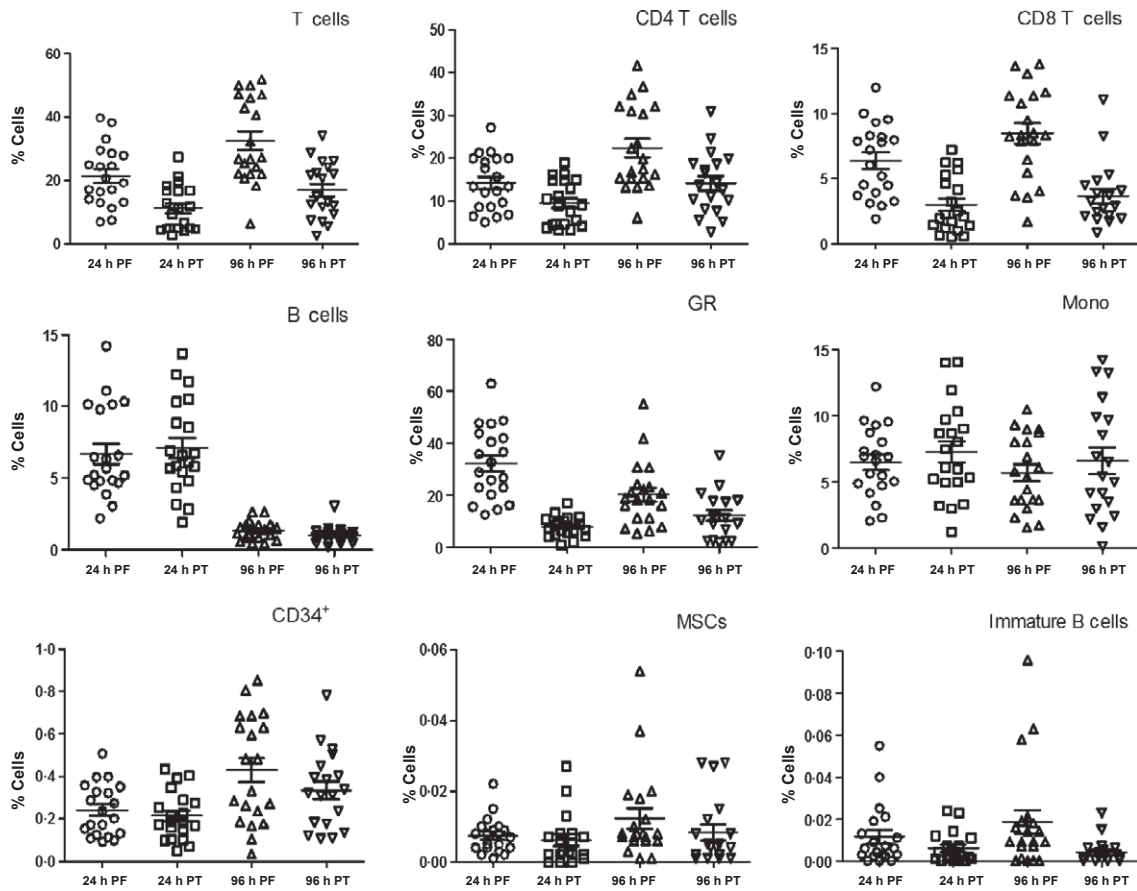 T cells
CD4 T cells
CD8 T cells
60
40
20
0
% Cells
24 h PF
24 h PT
96 h PF
96 h PT
50
40
30
20
10
0
% Cells
24 h PF
24 h PT
96 h PF
96 h PT
15
10
5
0
% Cells
24 h PF
24 h PT
96 h PF
96 h PT
B cells
GR
Mono
15
10
5
0
% Cells
24 h PF
24 h PT
96 h PF
96 h PT
80
60
40
20
0
% Cells
24 h PF
24 h PT
96 h PF
96 h PT
15
10
5
0
% Cells
24 h PF
24 h PT
96 h PF
96 h PT
CD34⁺
MSCs
Immature B cells
1·0
0·8
0·6
0·4
0·2
0·0
% Cells
24 h PF
24 h PT
96 h PF
96 h PT
0·06
0·04
0·02
0·00
% Cells
24 h PF
24 h PT
96 h PF
96 h PT
0·10
0·08
0·06
0·04
0·02
0·00
% Cells
24 h PF
24 h PT
96 h PF
96 h PT